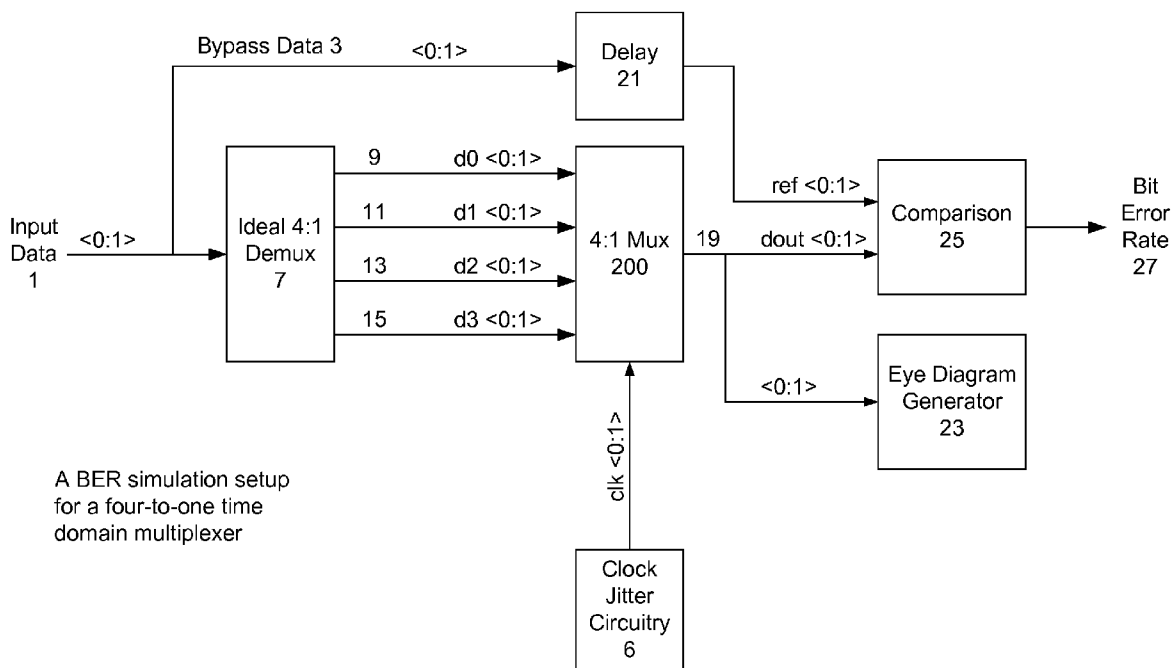 Bypass Data 3
<0:1>
Delay
21
Input
Data
1
<0:1>
Ideal 4:1
Demux
7
9
d0 <0:1>
11
d1 <0:1>
13
d2 <0:1>
15
d3 <0:1>
4:1 Mux
200
19
dout <0:1>
ref <0:1>
Comparison
25
Bit
Error
Rate
27
<0:1>
Eye Diagram
Generator
23
clk <0:1>
Clock
Jitter
Circuitry
6
A BER simulation setup
for a four-to-one time
domain multiplexer